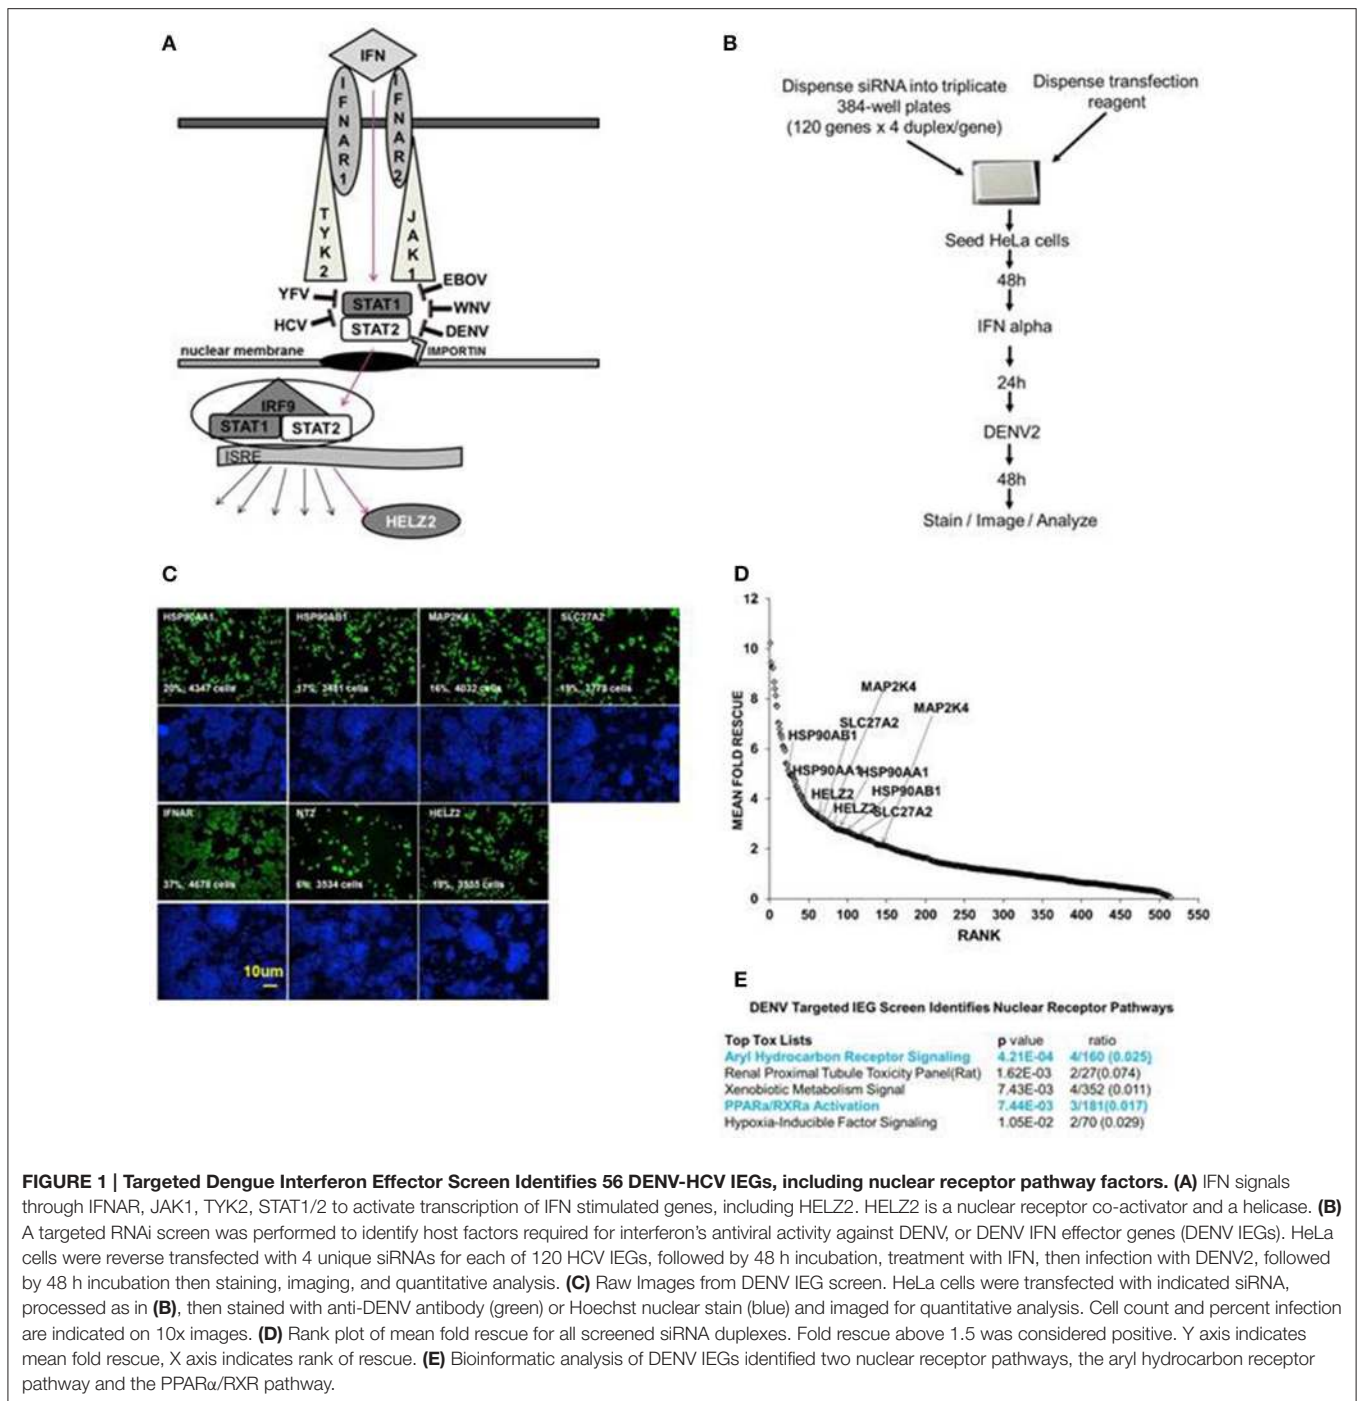 A
IFN
IFNAR1
IFNAR2
TYK2
JAK1
YFV
EBOV
STAT1
WNV
HCV
STAT2
DENV
nuclear membrane
IMPORTIN
IRF9
STAT1
STAT2
ISRE
HELZ2
B
Dispense siRNA into triplicate
384-well plates
(120 genes x 4 duplex/gene)
Dispense transfection
reagent
Seed HeLa cells
48h
IFN alpha
24h
DENV2
48h
Stain / Image / Analyze
C
HSP90AA1
HSP90AB1
MAP2K4
SLC27A2
20%, 4347 cells
17%, 3481 cells
16%, 4032 cells
cells
IFNAR
NT2
HELZ2
37%, 4678 cells
6%, 3534 cells
cells
10um
D
MEAN FOLD RESCUE
12
10
8
6
4
2
0
MAP2K4
MAP2K4
SLC27A2
HSP90AB1
HSP90AA1
HSP90AA1
HELZ2
HSP90AB1
HELZ2
SLC27A2
0 50 100 150 200 250 300 350 400 450 500 550
RANK
E
DENV Targeted IEG Screen Identifies Nuclear Receptor Pathways
Top Tox Lists p value ratio
Aryl Hydrocarbon Receptor Signaling 4.21E-04 4/160 (0.025)
Renal Proximal Tubule Toxicity Panel(Rat) 1.62E-03 2/27(0.074)
Xenobiotic Metabolism Signal 7.43E-03 4/352 (0.011)
PPARa/RXRa Activation 7.44E-03 3/181(0.017)
Hypoxia-Inducible Factor Signaling 1.05E-02 2/70 (0.029)
FIGURE 1 | Targeted Dengue Interferon Effector Screen Identifies 56 DENV-HCV IEGs, including nuclear receptor pathway factors. (A) IFN signals
through IFNAR, JAK1, TYK2, STAT1/2 to activate transcription of IFN stimulated genes, including HELZ2. HELZ2 is a nuclear receptor co-activator and a helicase. (B)
A targeted RNAi screen was performed to identify host factors required for interferon's antiviral activity against DENV, or DENV IFN effector genes (DENV IEGs). HeLa
cells were reverse transfected with 4 unique siRNAs for each of 120 HCV IEGs, followed by 48 h incubation, treatment with IFN, then infection with DENV2, followed
by 48 h incubation then staining, imaging, and quantitative analysis. (C) Raw Images from DENV IEG screen. HeLa cells were transfected with indicated siRNA,
processed as in (B), then stained with anti-DENV antibody (green) or Hoechst nuclear stain (blue) and imaged for quantitative analysis. Cell count and percent infection
are indicated on 10x images. (D) Rank plot of mean fold rescue for all screened siRNA duplexes. Fold rescue above 1.5 was considered positive. Y axis indicates
mean fold rescue, X axis indicates rank of rescue. (E) Bioinformatic analysis of DENV IEGs identified two nuclear receptor pathways, the aryl hydrocarbon receptor
pathway and the PPARα/RXR pathway.